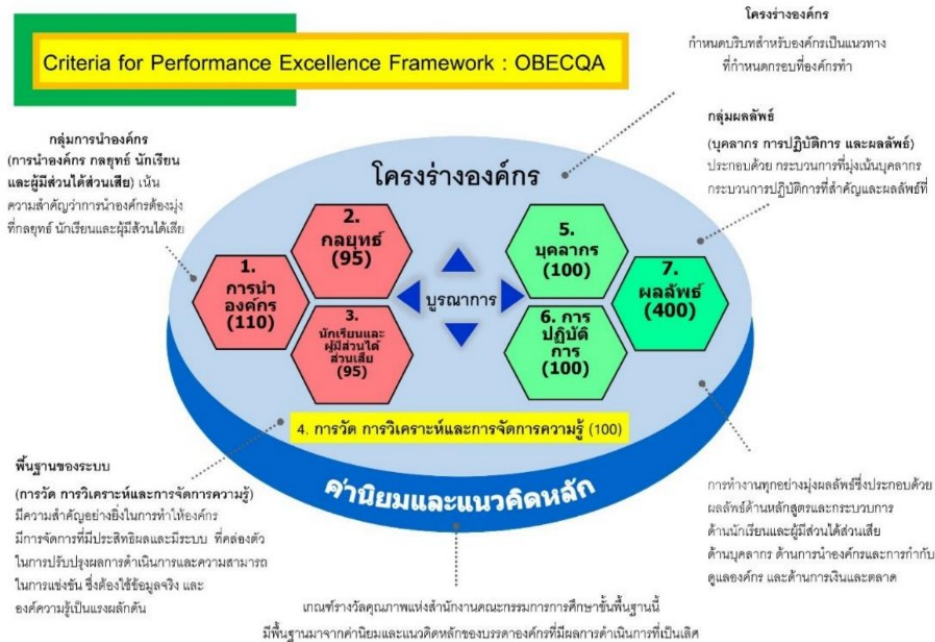 Criteria for Performance Excellence Framework : OBECQA
โครงร่างองค์กร
กำหนดบริบทสำหรับองค์กรเป็นแนวทาง
ที่กำหนดกรอบที่องค์กรทำ
กลุ่มการนำองค์กร
(การนำองค์กร กลยุทธ์ นักเรียน
และผู้มีส่วนได้ส่วนเสีย) เน้น
ความสำคัญว่าการนำองค์กรต้องมุ่ง
ที่กลยุทธ์ นักเรียนและผู้มีส้วนได้เสีย
กลุ่มผลลัพธ์
(บุคลากร การปฏิบัติการ และผลลัพธ์)
ประกอบด้วย กระบวนการที่มุ่งเน้นบุคลากร
กระบวนการปฏิบัติการที่สำคัญและผลลัพธ์ที่
โครงร่างองค์กร
1.
การนำ
องค์กร
(110)
2.
กลยุทธ์
(95)
3.
นักเรียนและ
ผู้มีส่วนได้
ส่วนเสีย
(95)
บูรณาการ
5.
บุคลากร
(100)
6. การ
ปฏิบัติ
การ
(100)
7.
ผลลัพธ์
(400)
4. การวัด การวิเคราะห์และการจัดการความรู้ (100)
ค่านิยมและแนวคิดหลัก
พื้นฐานของระบบ
(การวัด การวิเคราะห์และการจัดการความรู้)
มีความสำคัญอย่างยิ่งในการทำให้องค์กร
มีการจัดการที่มีประสิทธิผลและมีระบบ ที่คล่องตัว
ในการปรับปรุงผลการดำเนินการและความสามารถ
ในการแข่งขัน ซึ่งต้องใช้ข้อมูลจริง และ
องค์ความรู้เป็นแรงผลักดัน
การทำงานทุกอย่างมุ่งผลลัพธ์ซึ่งประกอบด้วย
ผลลัพธ์ด้านหลักสูตรและกระบวบการ
ด้านนักเรียนและผู้มีส่วนได้ส่วนเสีย
ด้านบุคลากร ด้านการนำองค์กรและการกำกับ
ดูแลองค์กร และด้านการเงินและตลาด
เกณฑ์รางวัลคุณภาพแห่งสำนักงานคณะกรรมการการศึกษาขั้นพื้นฐานนี้
มีพื้นฐานมาจากค่านิยมและแนวคิดหลักของบรรดาองค์กรที่มีผลการดำเนินการที่เป็นเลิศ